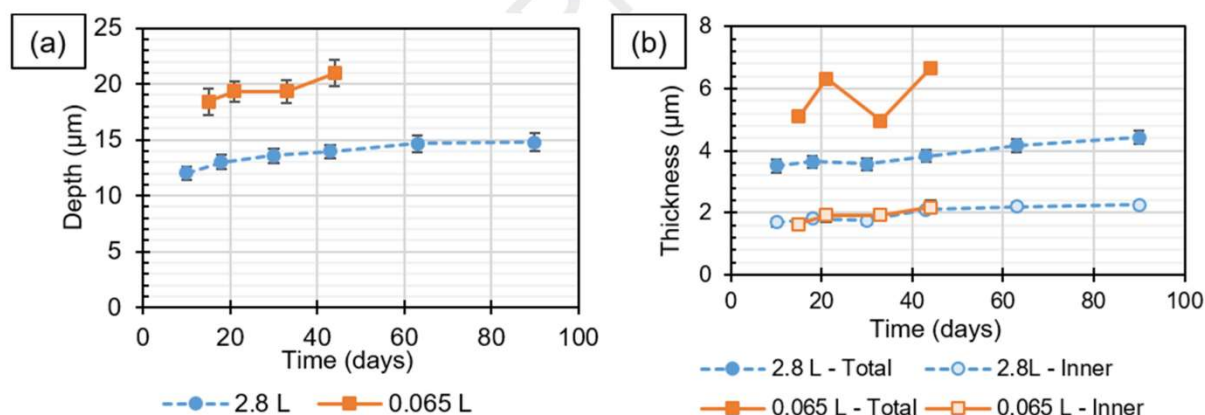 (a)
25
20
15
10
5
0
Depth (µm)
0 20 40 60 80 100
Time (days)
2.8 L 0.065 L
(b)
8
6
4
2
0
Thickness (µm)
0 20 40 60 80 100
Time (days)
2.8 L - Total 2.8L - Inner
0.065 L - Total 0.065 L - Inner